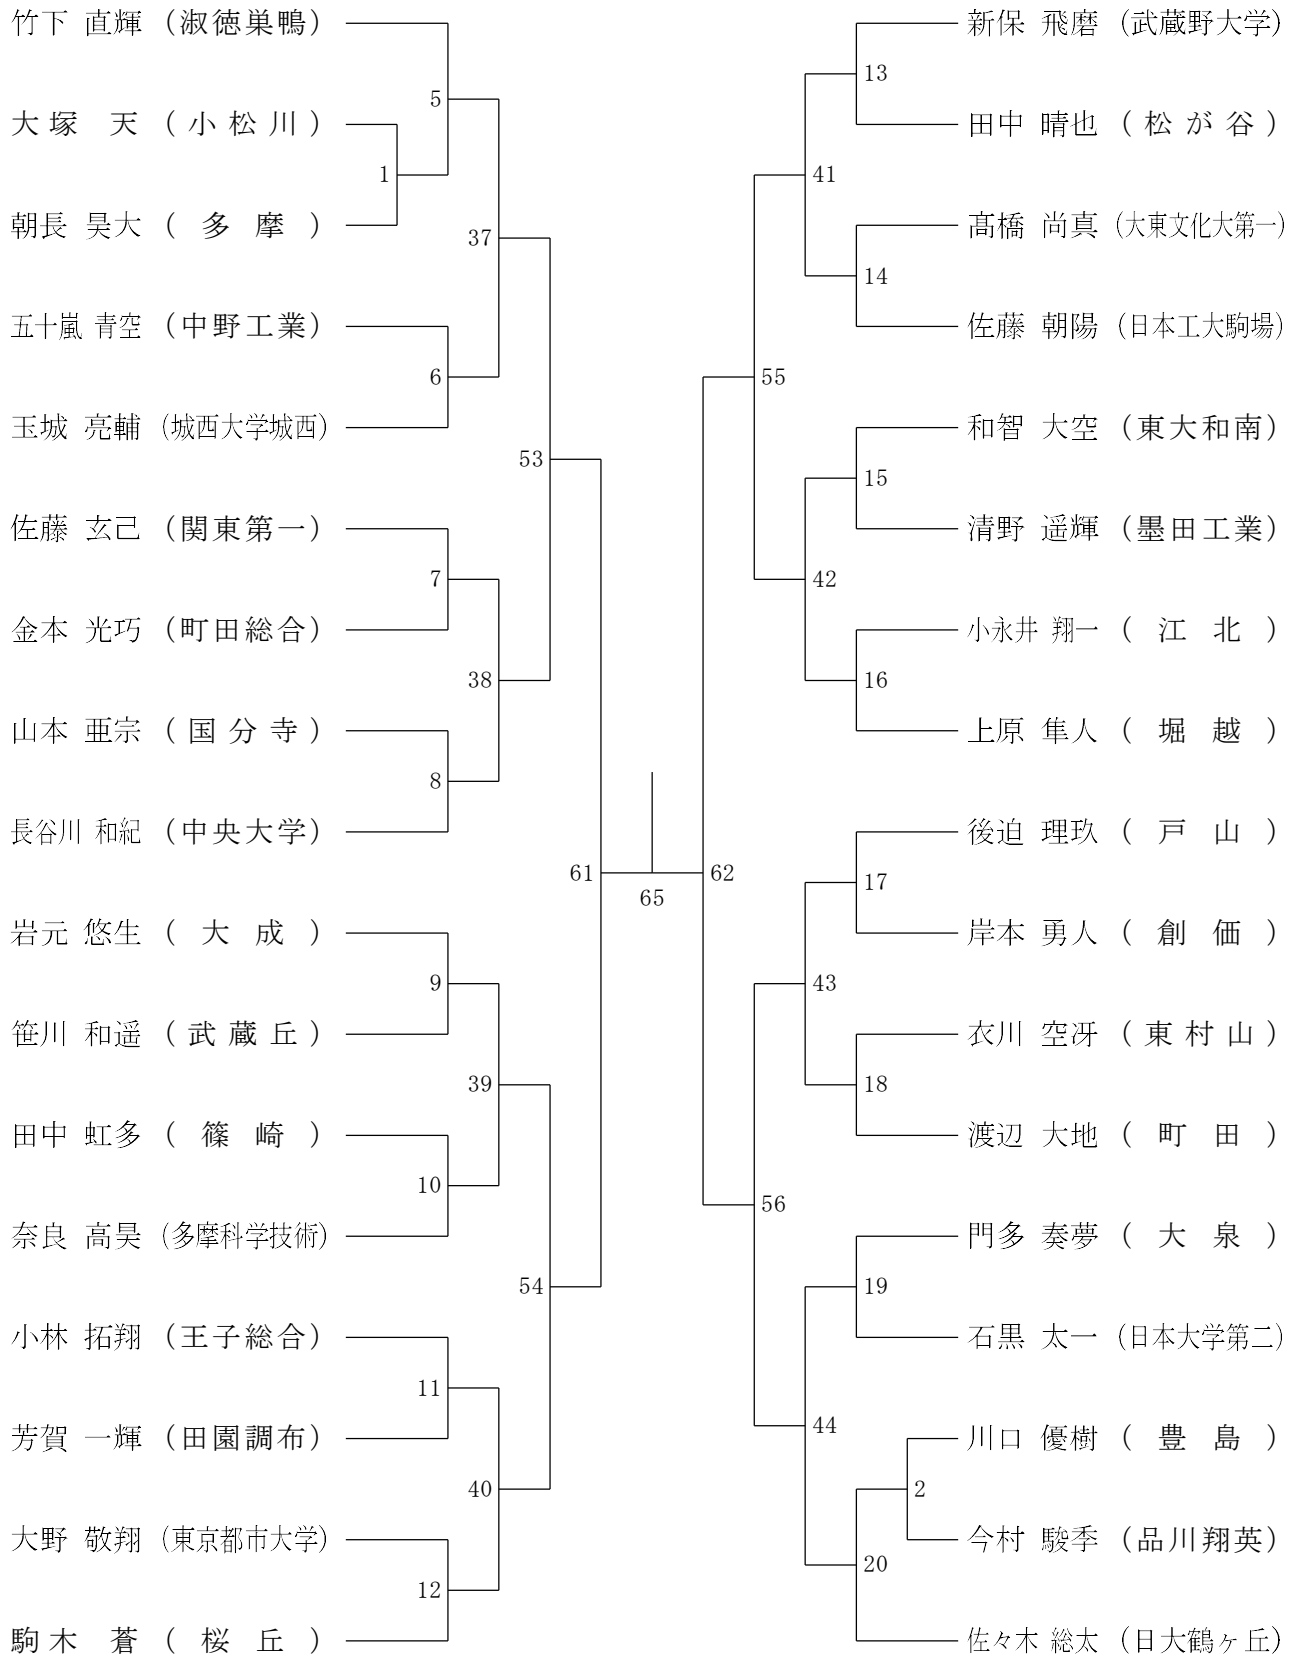 竹下 直輝 (淑徳巣鴨)
5
大塚 天 (小松川)
1
朝長 昊大 (多摩)
37
五十嵐 青空 (中野工業)
6
玉城 亮輔 (城西大学城西)
53
佐藤 玄己 (関東第一)
7
金本 光巧 (町田総合)
38
山本 亜宗 (国分寺)
8
長谷川 和紀 (中央大学)
61
岩元 悠生 (大成)
9
笹川 和遥 (武蔵丘)
39
田中 虹多 (篠崎)
10
奈良 高昊 (多摩科学技術)
54
小林 拓翔 (王子総合)
11
芳賀 一輝 (田園調布)
40
大野 敬翔 (東京都市大学)
12
駒木 蒼 (桜丘)
65
新保 飛磨 (武蔵野大学)
13
田中 晴也 (松が谷)
41
髙橋 尚真 (大東文化大第一)
14
佐藤 朝陽 (日本工大駒場)
55
和智 大空 (東大和南)
15
清野 遥輝 (墨田工業)
42
小永井 翔一 (江北)
16
上原 隼人 (堀越)
62
後迫 理玖 (戸山)
17
岸本 勇人 (創価)
43
衣川 空冴 (東村山)
18
渡辺 大地 (町田)
56
門多 奏夢 (大泉)
19
石黒 太一 (日本大学第二)
44
川口 優樹 (豊島)
2
今村 駿季 (品川翔英)
20
佐々木 総太 (日大鶴ヶ丘)